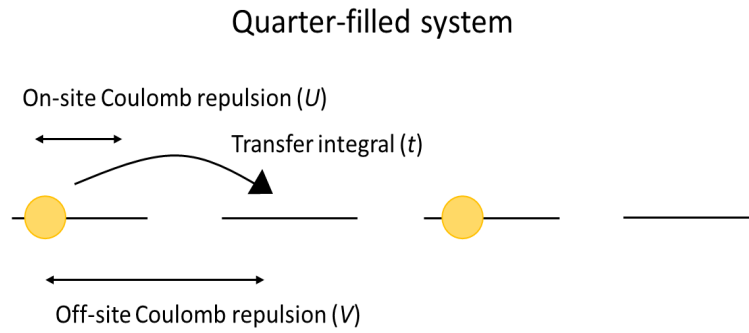 Quarter-filled system
On-site Coulomb repulsion (U)
Transfer integral (t)
Off-site Coulomb repulsion (V)